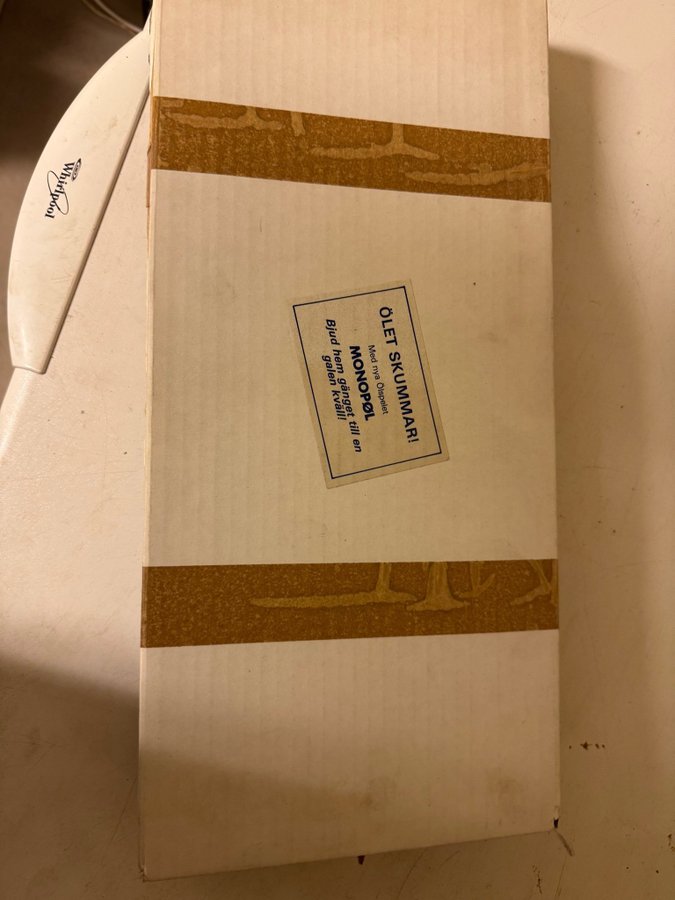 Whirlpool
ÖLET SKUMMAR!
Med nya Ölspelet
MONOPØL
Bjud hem gänget till en
galen kväll!